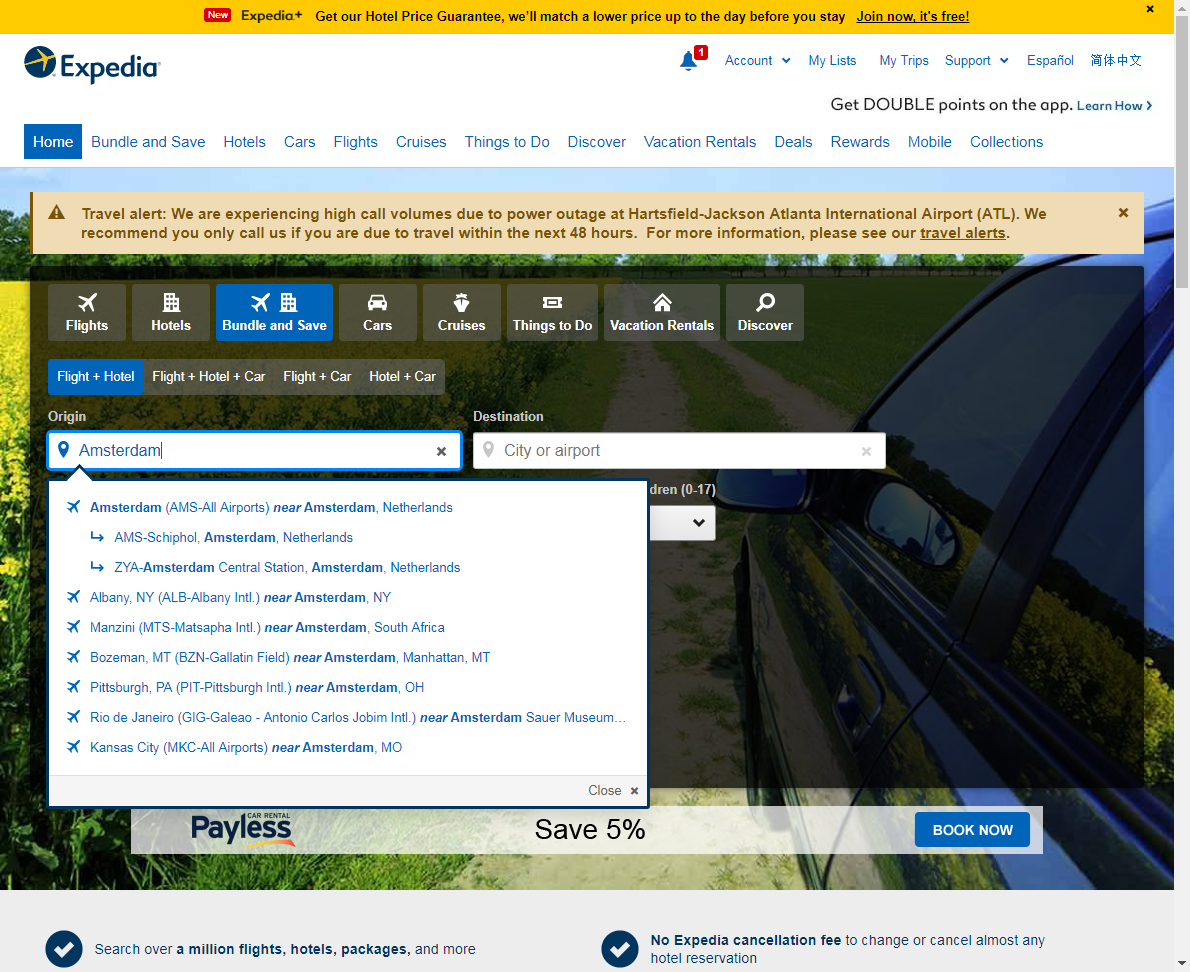 New Expedia+ Get our Hotel Price Guarantee, we'll match a lower price up to the day before you stay Join now, it's free!
Expedia
1
Account My Lists My Trips Support Español 简体中文
Get DOUBLE points on the app. Learn How
Home Bundle and Save Hotels Cars Flights Cruises Things to Do Discover Vacation Rentals Deals Rewards Mobile Collections
Travel alert: We are experiencing high call volumes due to power outage at Hartsfield-Jackson Atlanta International Airport (ATL). We
recommend you only call us if you are due to travel within the next 48 hours. For more information, please see our travel alerts.
Flights Hotels Bundle and Save Cars Cruises Things to Do Vacation Rentals Discover
Flight + Hotel Flight + Hotel + Car Flight + Car Hotel + Car
Origin Destination
Amsterdam City or airport
dren (0-17)
Amsterdam (AMS-All Airports) near Amsterdam, Netherlands
AMS-Schiphol, Amsterdam, Netherlands
ZYA-Amsterdam Central Station, Amsterdam, Netherlands
Albany, NY (ALB-Albany Intl.) near Amsterdam, NY
Manzini (MTS-Matsapha Intl.) near Amsterdam, South Africa
Bozeman, MT (BZN-Gallatin Field) near Amsterdam, Manhattan, MT
Pittsburgh, PA (PIT-Pittsburgh Intl.) near Amsterdam, OH
Rio de Janeiro (GIG-Galeao - Antonio Carlos Jobim Intl.) near Amsterdam Sauer Museum…
Kansas City (MKC-All Airports) near Amsterdam, MO
Close
Payless CAR RENTAL Save 5% BOOK NOW
Search over a million flights, hotels, packages, and more
No Expedia cancellation fee to change or cancel almost any
hotel reservation